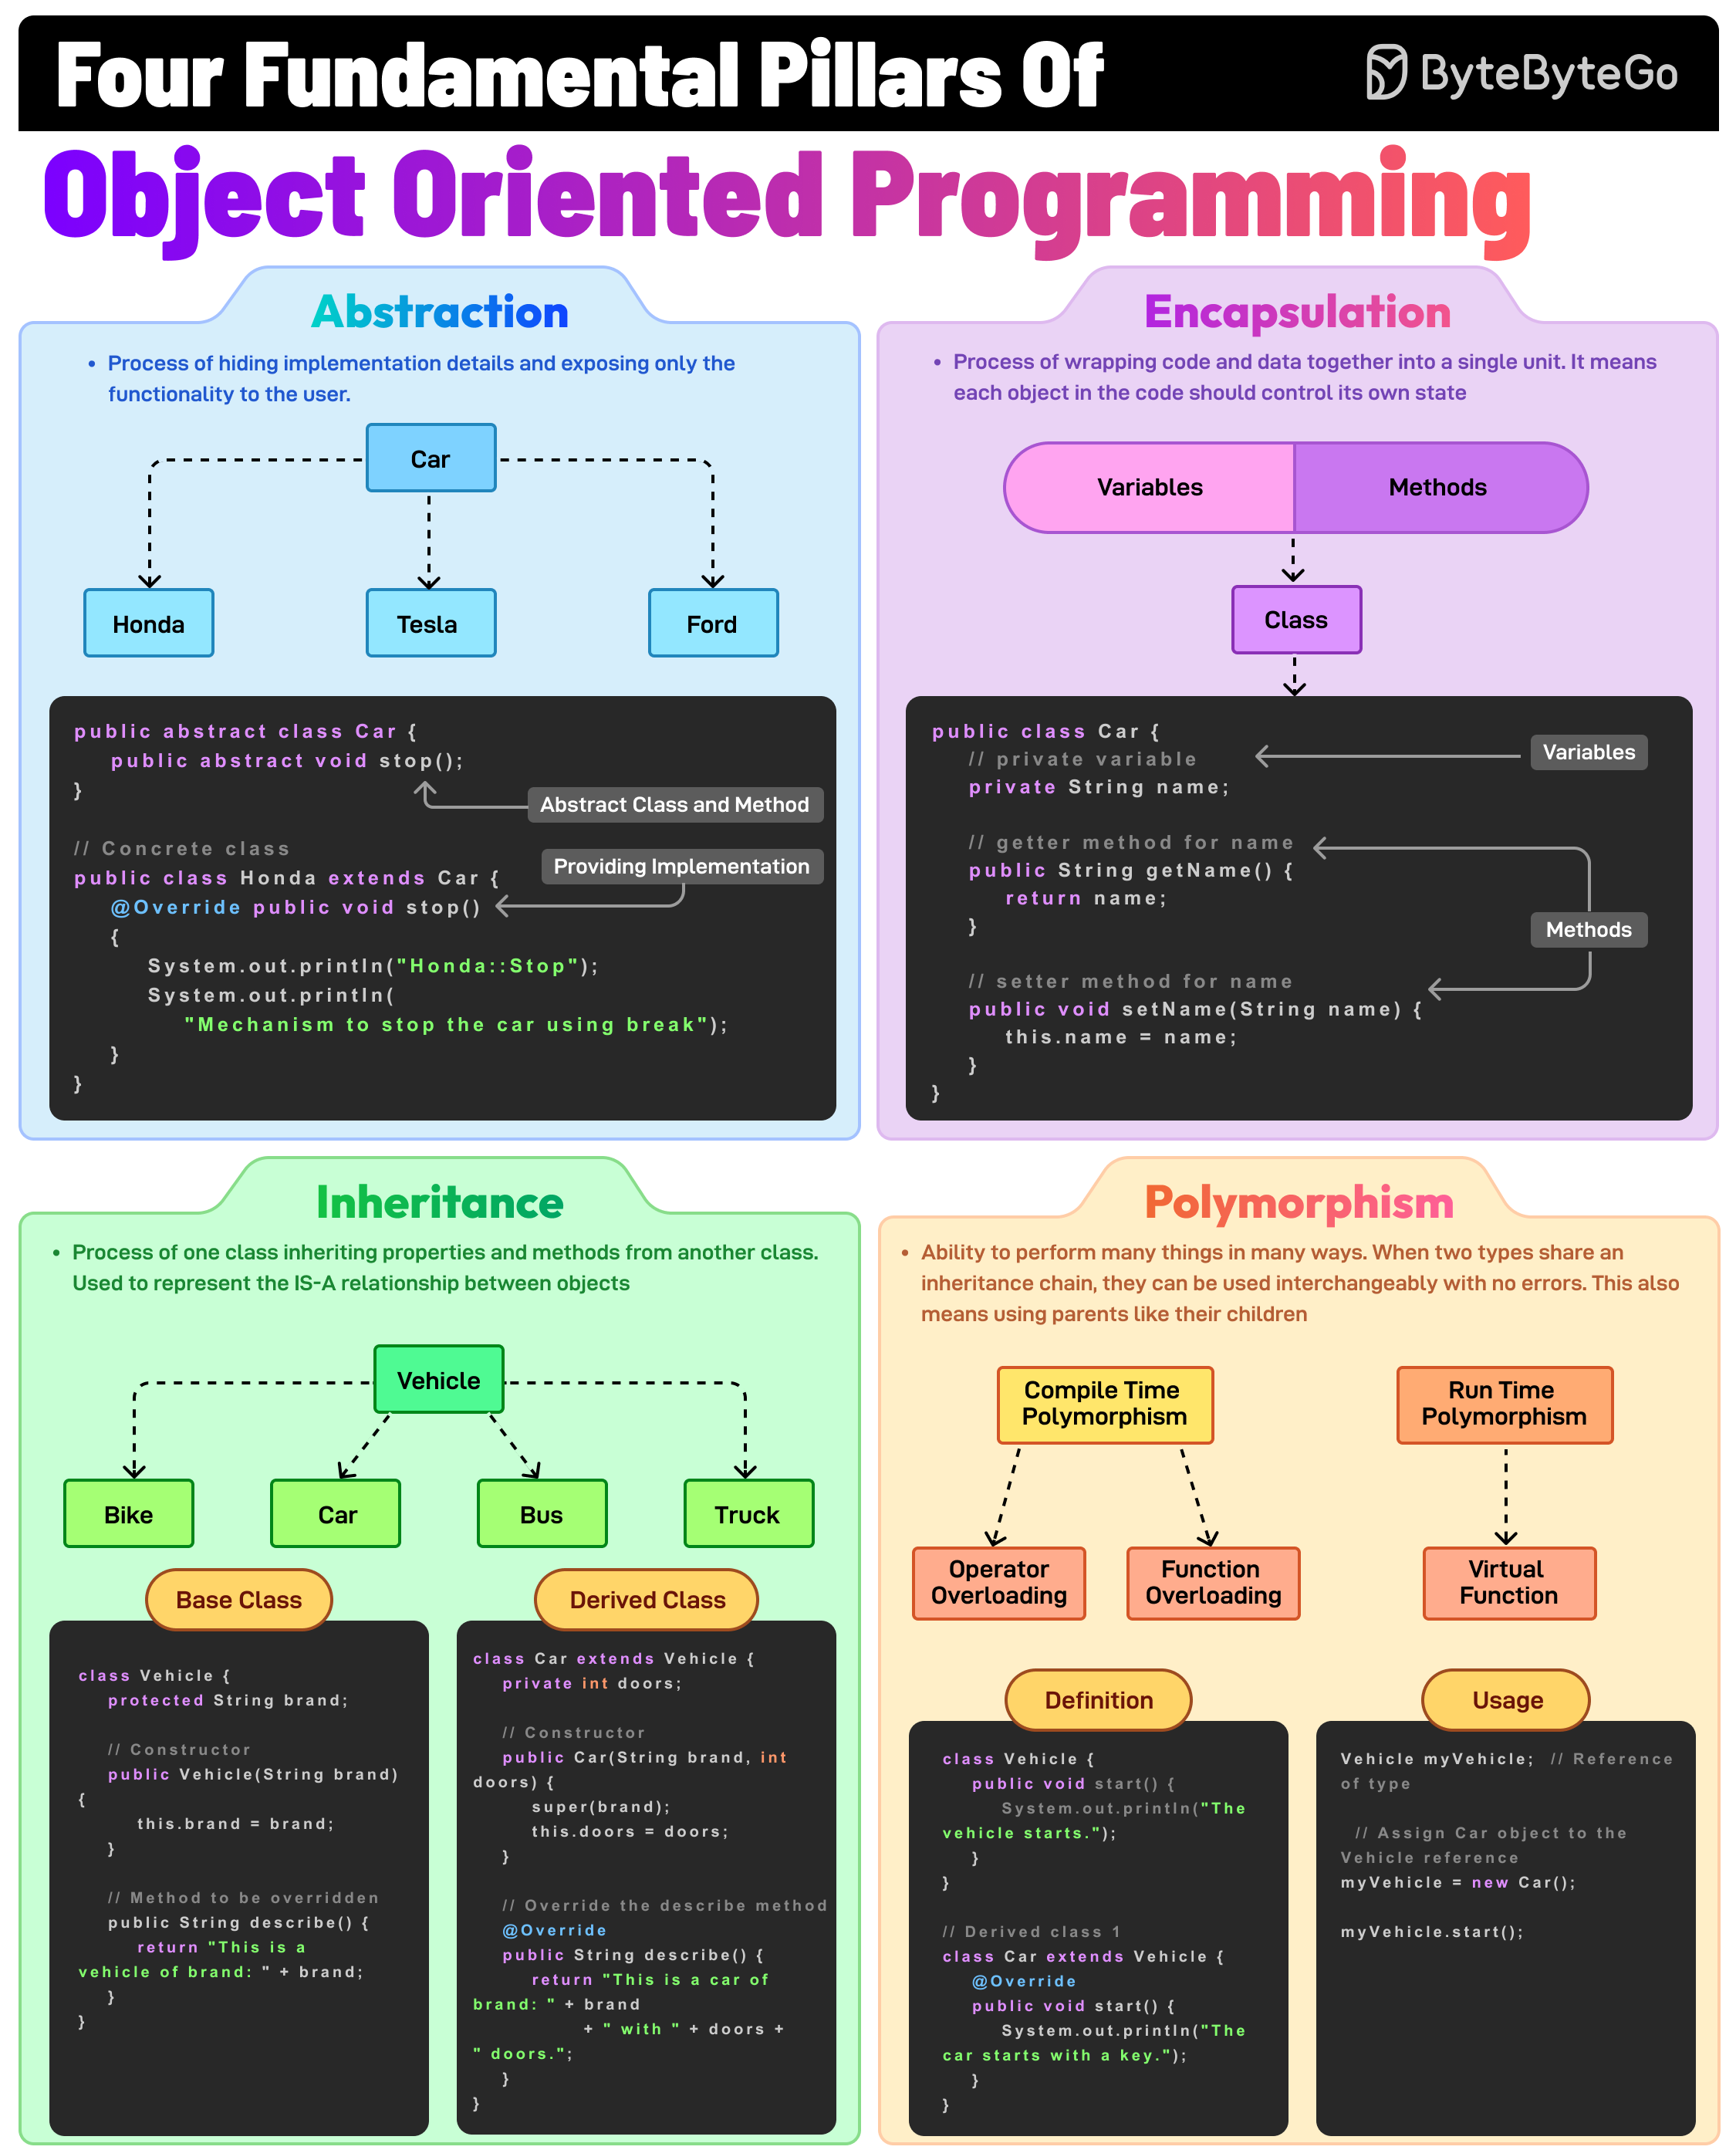 Four Fundamental Pillars Of
ByteByteGo
Object Oriented Programming
Abstraction
• Process of hiding implementation details and exposing only the
functionality to the user.
Car
Honda
Tesla
Ford
public abstract class Car {
public abstract void stop();
}
Abstract Class and Method
// Concrete class
Providing Implementation
public class Honda extends Car {
@Override public void stop()
{
System.out.println("Honda::Stop");
System.out.println(
"Mechanism to stop the car using break");
}
}
Encapsulation
• Process of wrapping code and data together into a single unit. It means
each object in the code should control its own state
Variables
Methods
Class
public class Car {
// private variable
Variables
private String name;
// getter method for name
public String getName() {
return name;
}
Methods
// setter method for name
public void setName(String name) {
this.name = name;
}
}
Inheritance
• Process of one class inheriting properties and methods from another class.
Used to represent the IS-A relationship between objects
Vehicle
Bike
Car
Bus
Truck
Base Class
class Vehicle {
protected String brand;
// Constructor
public Vehicle(String brand)
{
this.brand = brand;
}
// Method to be overridden
public String describe() {
return "This is a
vehicle of brand: " + brand;
}
}
Derived Class
class Car extends Vehicle {
private int doors;
// Constructor
public Car(String brand, int
doors) {
super(brand);
this.doors = doors;
}
// Override the describe method
@Override
public String describe() {
return "This is a car of
brand: " + brand
+ " with " + doors +
" doors.";
}
}
Polymorphism
• Ability to perform many things in many ways. When two types share an
inheritance chain, they can be used interchangeably with no errors. This also
means using parents like their children
Compile Time
Polymorphism
Run Time
Polymorphism
Operator
Overloading
Function
Overloading
Virtual
Function
Definition
class Vehicle {
public void start() {
System.out.println("The
vehicle starts.");
}
}
// Derived class 1
class Car extends Vehicle {
@Override
public void start() {
System.out.println("The
car starts with a key.");
}
}
Usage
Vehicle myVehicle; // Reference
of type
// Assign Car object to the
Vehicle reference
myVehicle = new Car();
myVehicle.start();